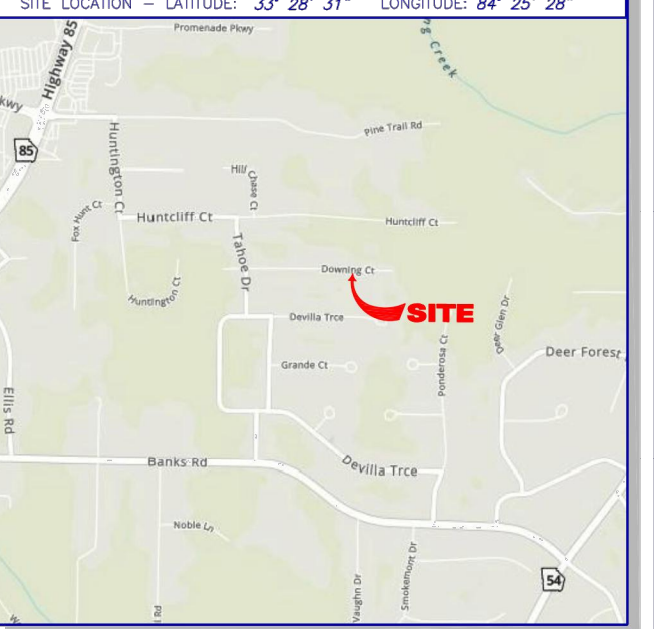 SITE LOCATION – LATITUDE: 33° 28' 31" LONGITUDE: 84° 25' 28"
Promenade Pkwy
Highway 85
ng Creek
kwy
85
Pine Trail Rd
Huntington Ct
Hill Chase Ct
Fox Hunt Ct
Huntcliff Ct
Huntcliff Ct
Tahoe Dr
Downing Ct
Huntington Ct
SITE
Devilla Trce
Deer Glen Dr
Ponderosa Ct
Deer Forest
Grande Ct
Ellis Rd
Banks Rd
Devilla Trce
Noble Ln
54
Vaughn Dr
Smokemont Dr
Rd